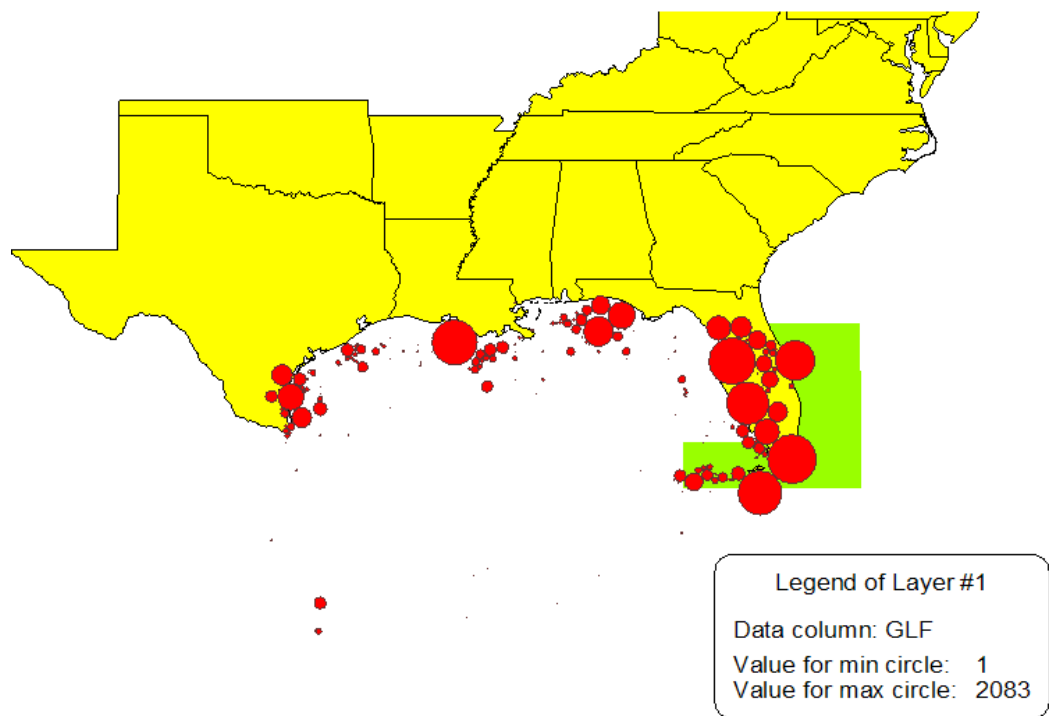 Legend of Layer #1
Data column: GLF
Value for min circle: 1
Value for max circle: 2083